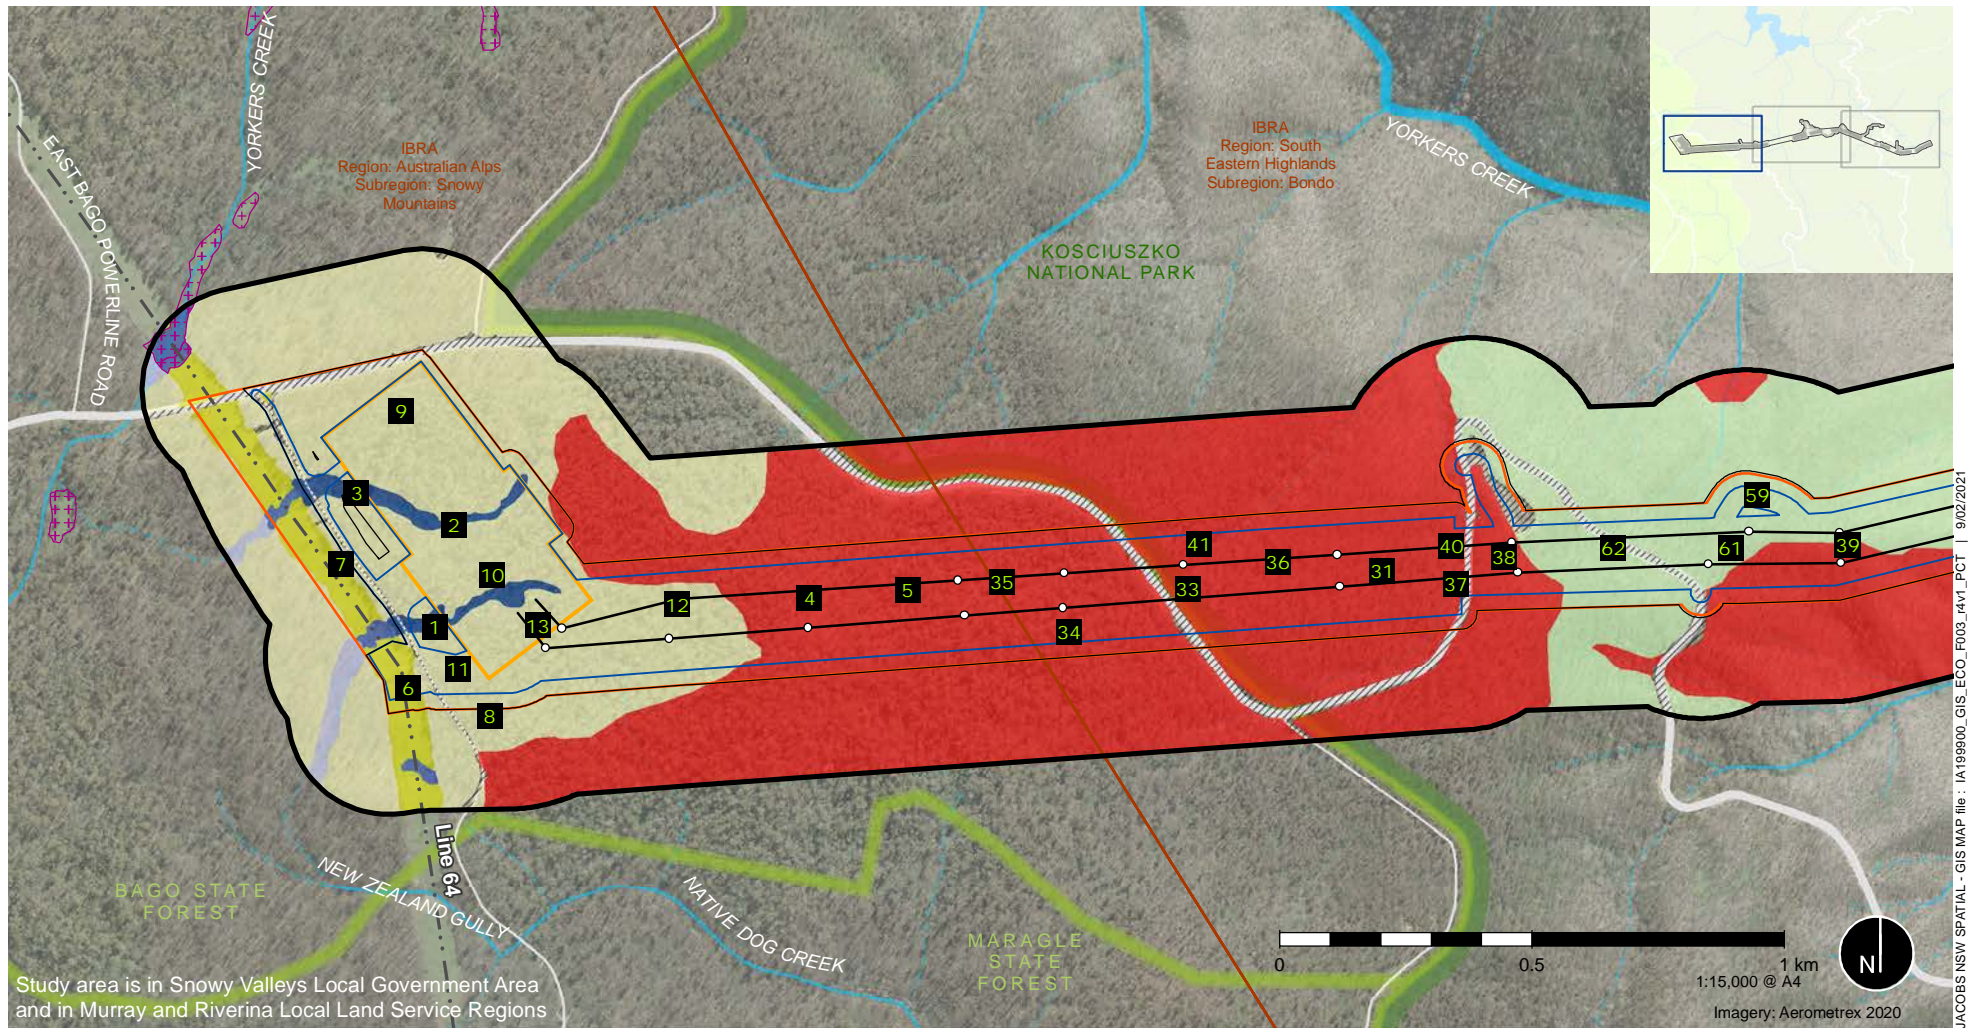 YORKERS CREEK
EAST BAGO POWERLINE ROAD
IBRA
Region: Australian Alps
Subregion: Snowy
Mountains
IBRA
Region: South
Eastern Highlands
Subregion: Bondo
YORKERS CREEK
KOSCIUSZKO
NATIONAL PARK
9
3
2
7
10
1
13
11
6
8
12
4
5
35
41
36
33
34
31
40
37
38
62
59
61
39
Line 64
NEW ZEALAND GULLY
NATIVE DOG CREEK
BAGO STATE
FOREST
MARAGLE
STATE
FOREST
Study area is in Snowy Valleys Local Government Area
and in Murray and Riverina Local Land Service Regions
0
0.5
1 km
1:15,000 @ A4
N
Imagery: Aerometrex 2020
JACOBS NSW SPATIAL - GIS MAP file : IA199900_GIS_ECO_F003_r4v1_PCT | 9/02/2021